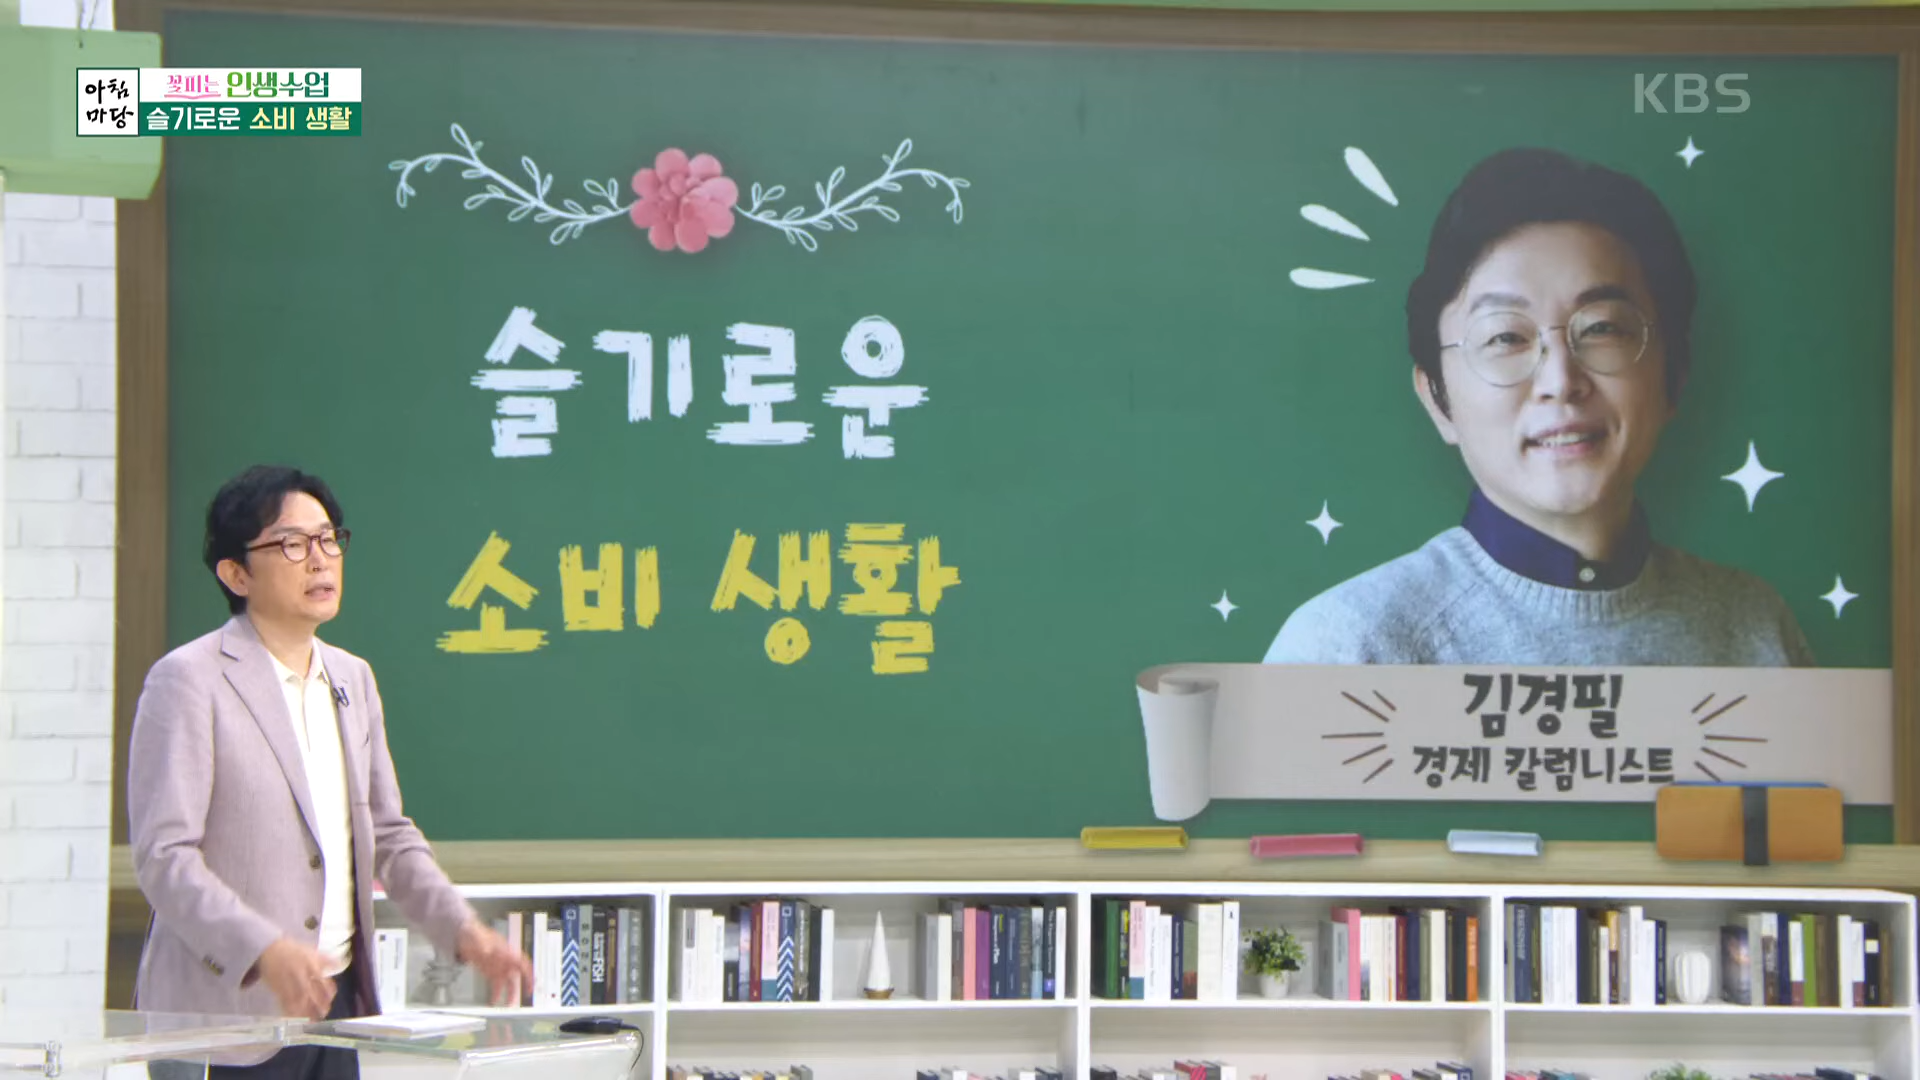 아침
마당
꽃피는 인생수업
슬기로운 소비 생활
KBS
슬기로운
소비 생활
김경필
경제 칼럼니스트